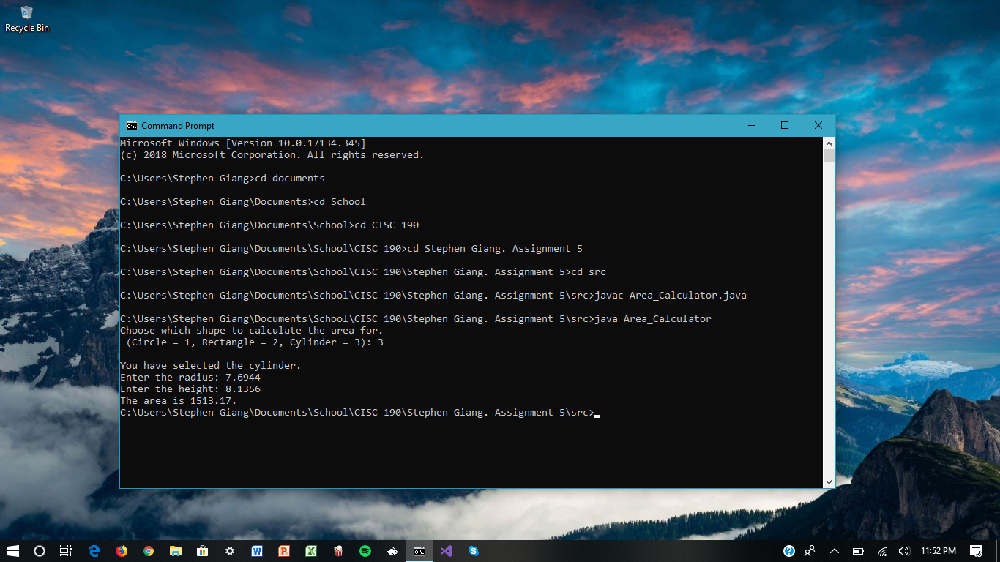 Recycle Bin
Command Prompt
Microsoft Windows [Version 10.0.17134.345]
(c) 2018 Microsoft Corporation. All rights reserved.
C:\Users\Stephen Giang>cd documents
C:\Users\Stephen Giang\Documents>cd School
C:\Users\Stephen Giang\Documents\School>cd CISC 190
C:\Users\Stephen Giang\Documents\School\CISC 190>cd Stephen Giang. Assignment 5
C:\Users\Stephen Giang\Documents\School\CISC 190\Stephen Giang. Assignment 5>cd src
C:\Users\Stephen Giang\Documents\School\CISC 190\Stephen Giang. Assignment 5\src>javac Area_Calculator.java
C:\Users\Stephen Giang\Documents\School\CISC 190\Stephen Giang. Assignment 5\src>java Area_Calculator
Choose which shape to calculate the area for.
(Circle = 1, Rectangle = 2, Cylinder = 3): 3
You have selected the cylinder.
Enter the radius: 7.6944
Enter the height: 8.1356
The area is 1513.17.
C:\Users\Stephen Giang\Documents\School\CISC 190\Stephen Giang. Assignment 5\src>
11:52 PM